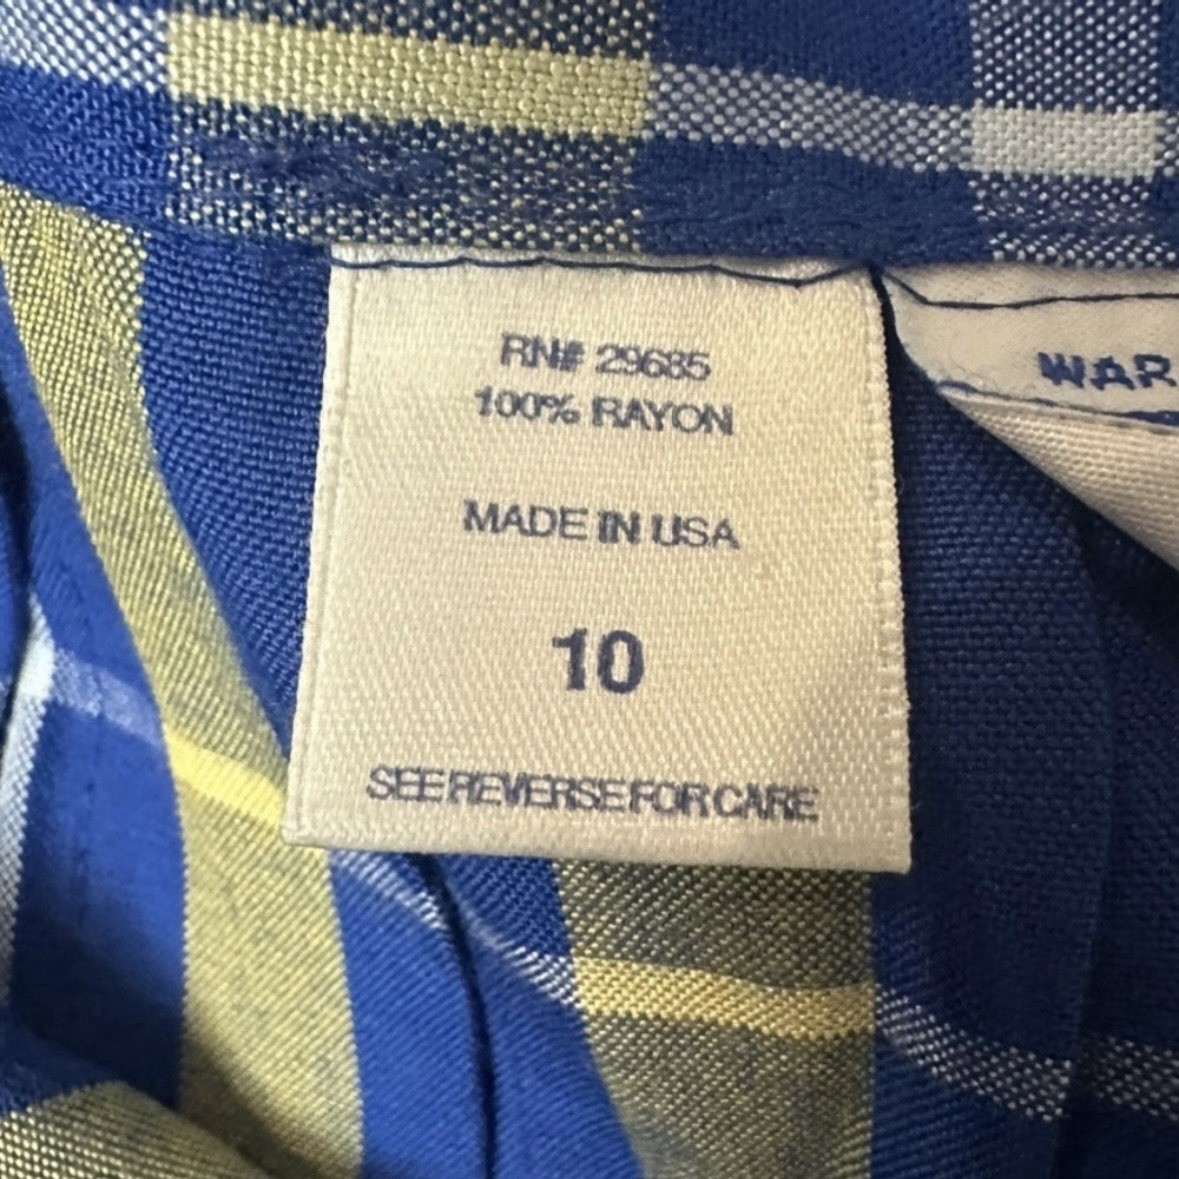 RN# 29685
100% RAYON
MADE IN USA
10
SEE REVERSE FOR CARE
WAR